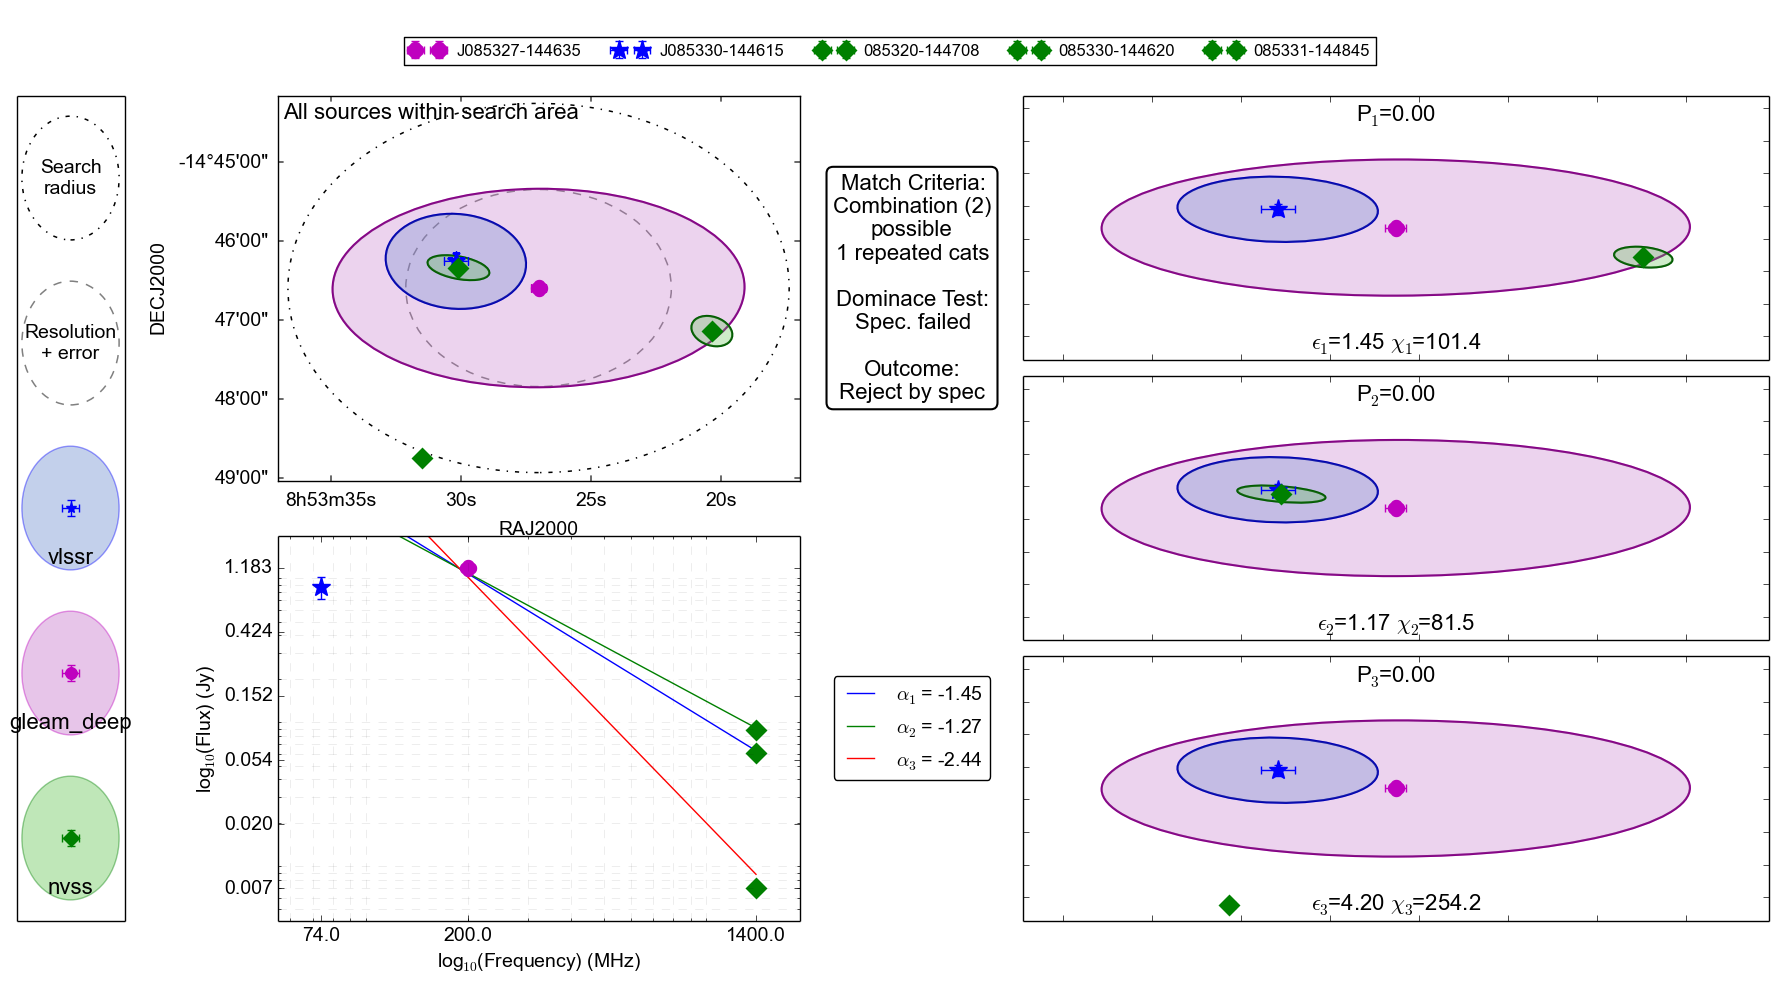 J085327-144635 J085330-144615 085320-144708 085330-144620 085331-144845
Search
radius
Resolution
+ error
vlssr
gleam_deep
nvss
All sources within search area
DECJ2000
-14°45'00"
46'00"
47'00"
48'00"
49'00"
8h53m35s 30s 25s 20s
RAJ2000
Match Criteria:
Combination (2)
possible
1 repeated cats
Dominace Test:
Spec. failed
Outcome:
Reject by spec
log₁₀(Flux) (Jy)
1.183
0.424
0.152
0.054
0.020
0.007
74.0 200.0 1400.0
log₁₀(Frequency) (MHz)
α₁ = -1.45
α₂ = -1.27
α₃ = -2.44
P₁=0.00
ϵ₁=1.45 χ₁=101.4
P₂=0.00
ϵ₂=1.17 χ₂=81.5
P₃=0.00
ϵ₃=4.20 χ₃=254.2